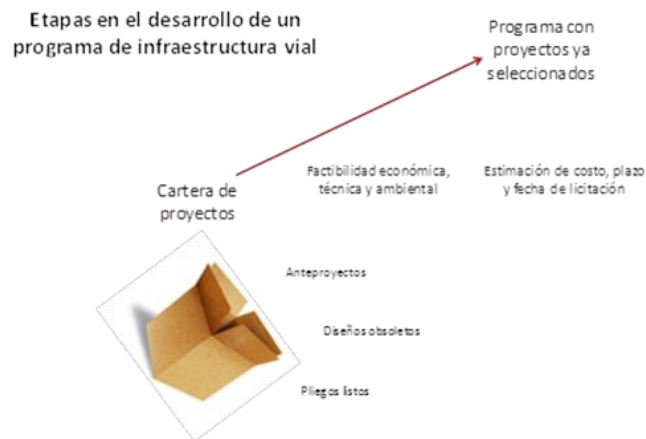 Etapas en el desarrollo de un
programa de infraestructura vial
Programa con
proyectos ya
seleccionados
Factibilidad económica,
técnica y ambiental
Estimación de costo, plazo
y fecha de licitación
Cartera de
proyectos
Anteproyectos
Diseños obsoletos
Pliegos listos